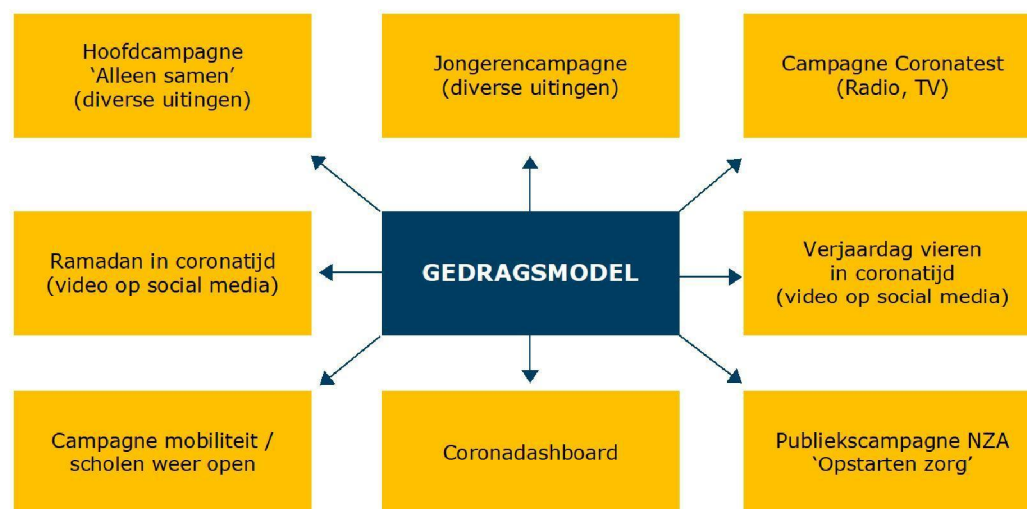 Hoofdcampagne
‘Alleen samen’
(diverse uitingen)
Jongerencampagne
(diverse uitingen)
Campagne Coronatest
(Radio, TV)
Ramadan in coronatijd
(video op social media)
GEDRAGSMODEL
Verjaardag vieren
in coronatijd
(video op social media)
Campagne mobiliteit /
scholen weer open
Coronadashboard
Publiekscampagne NZA
‘Opstarten zorg’